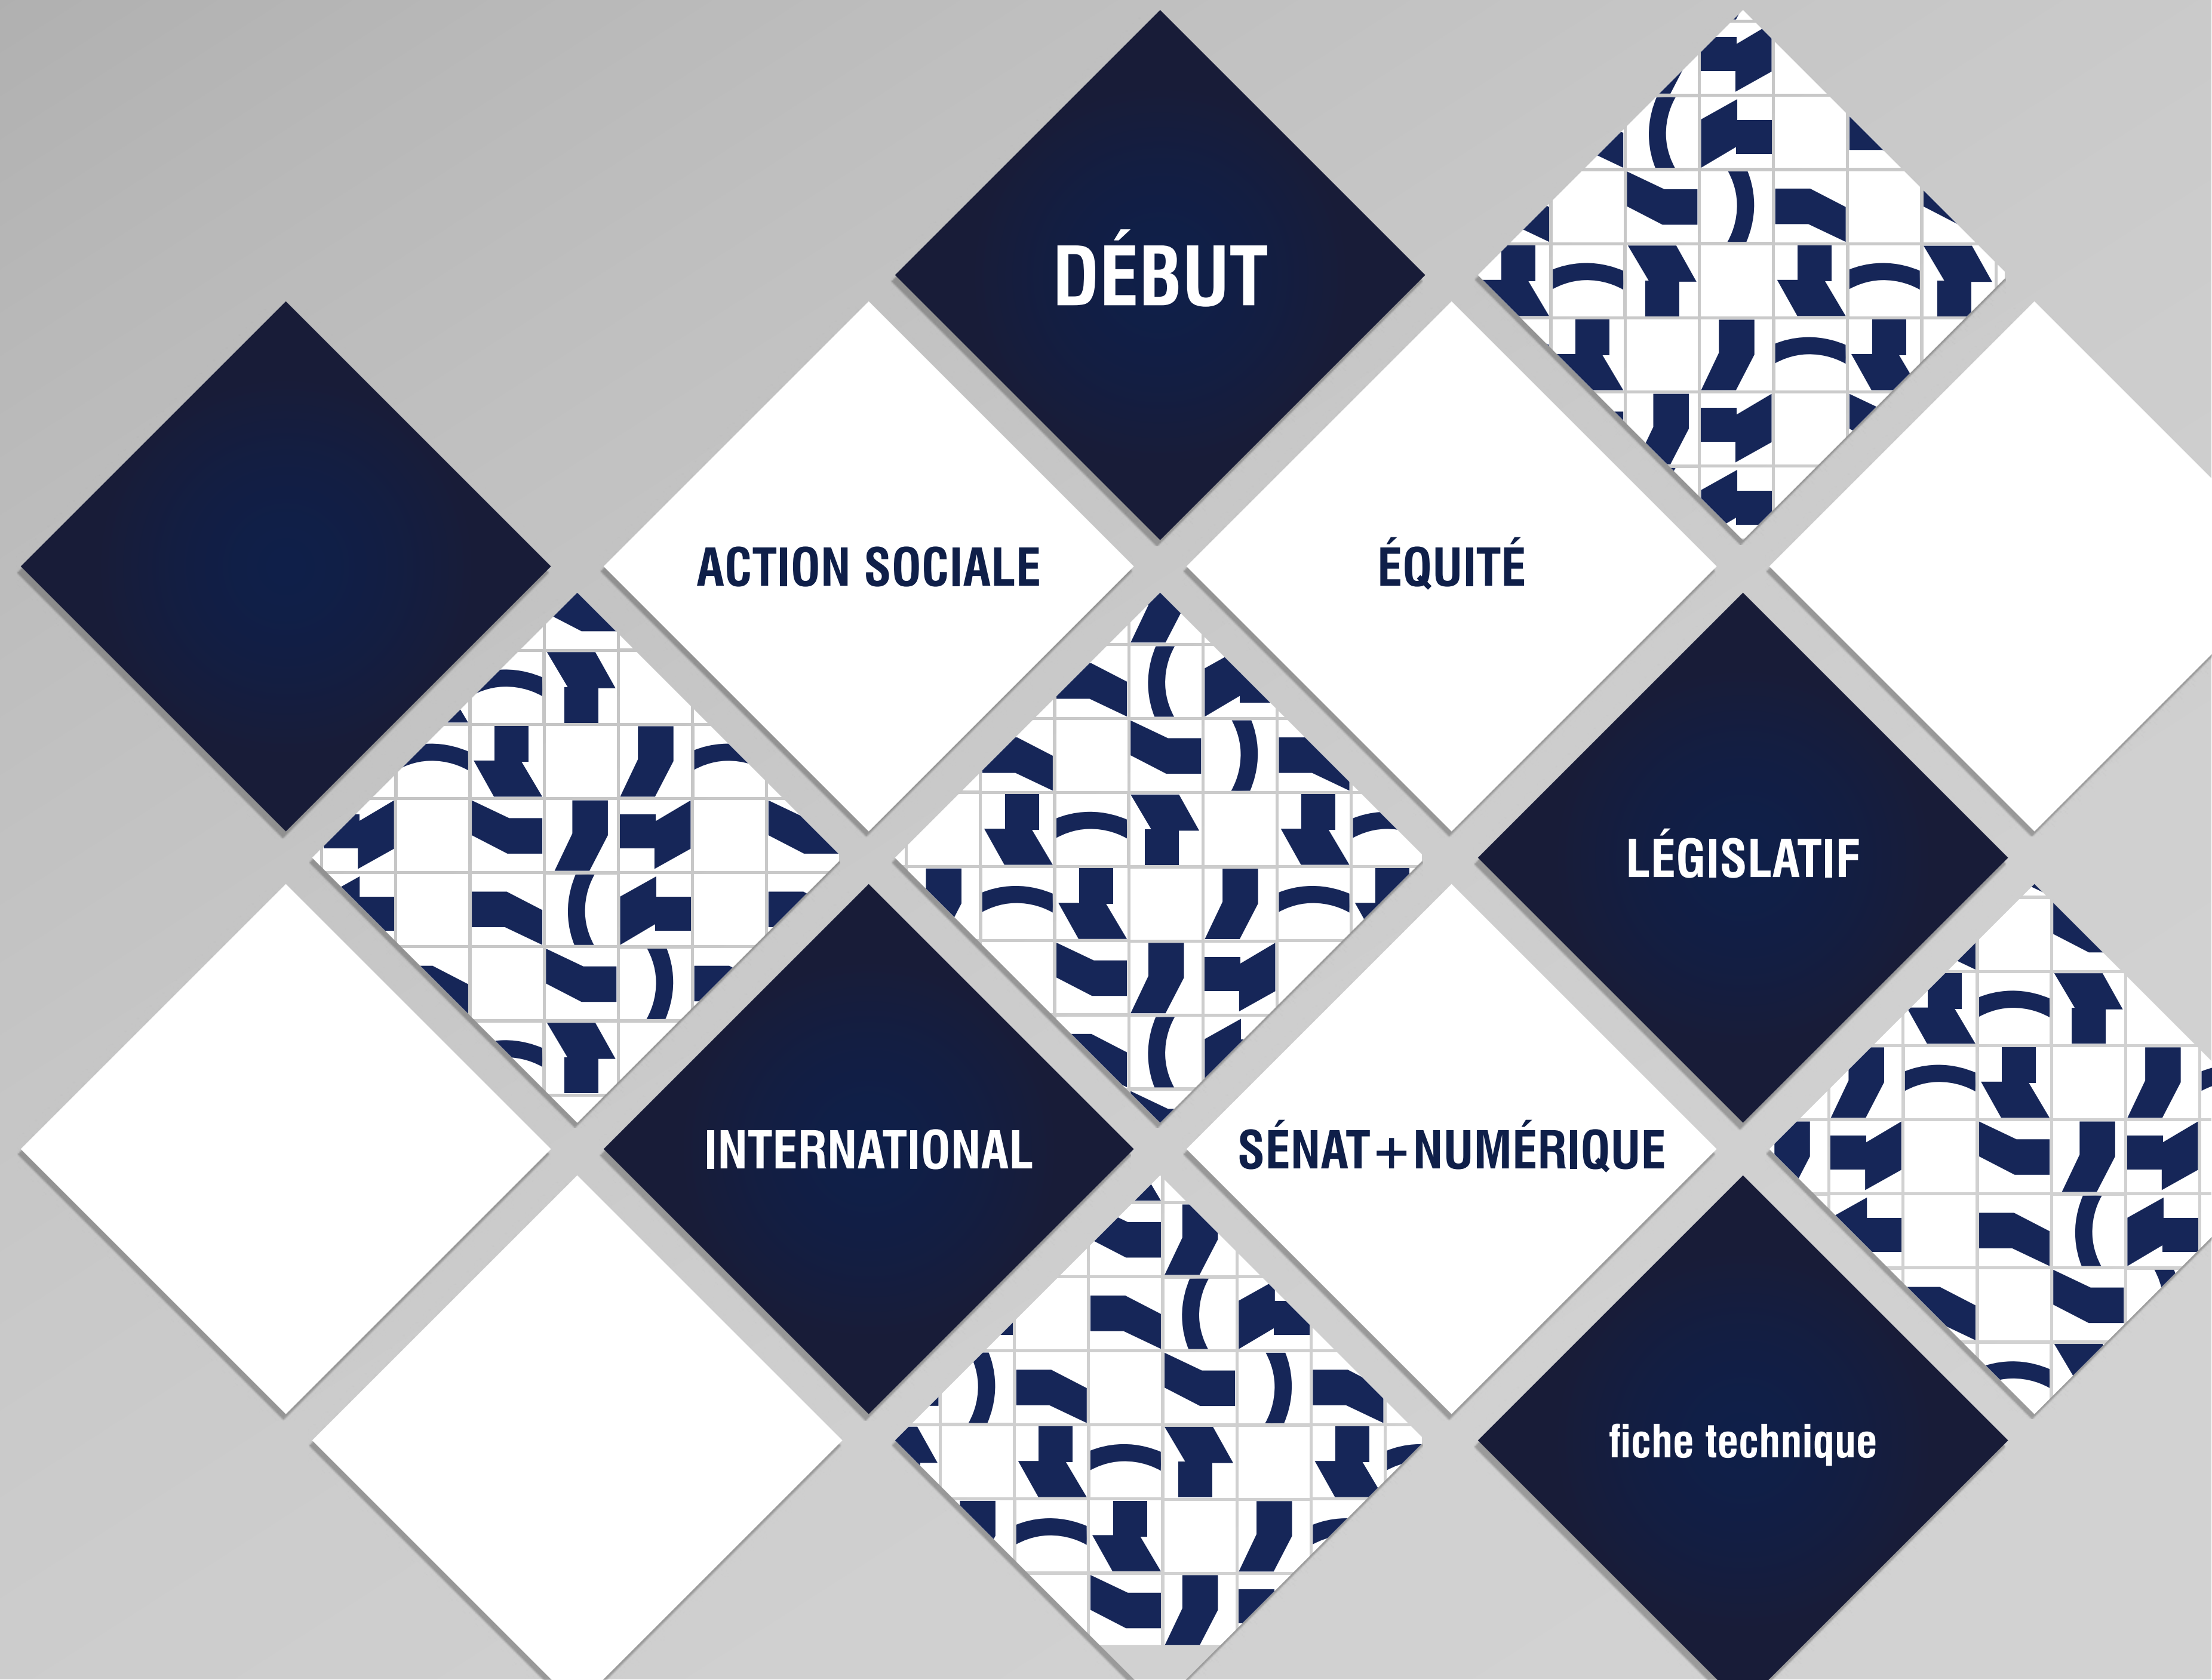 DÉBUT
ACTION SOCIALE
ÉQUITÉ
LÉGISLATIF
INTERNATIONAL
SÉNAT+NUMÉRIQUE
fiche technique